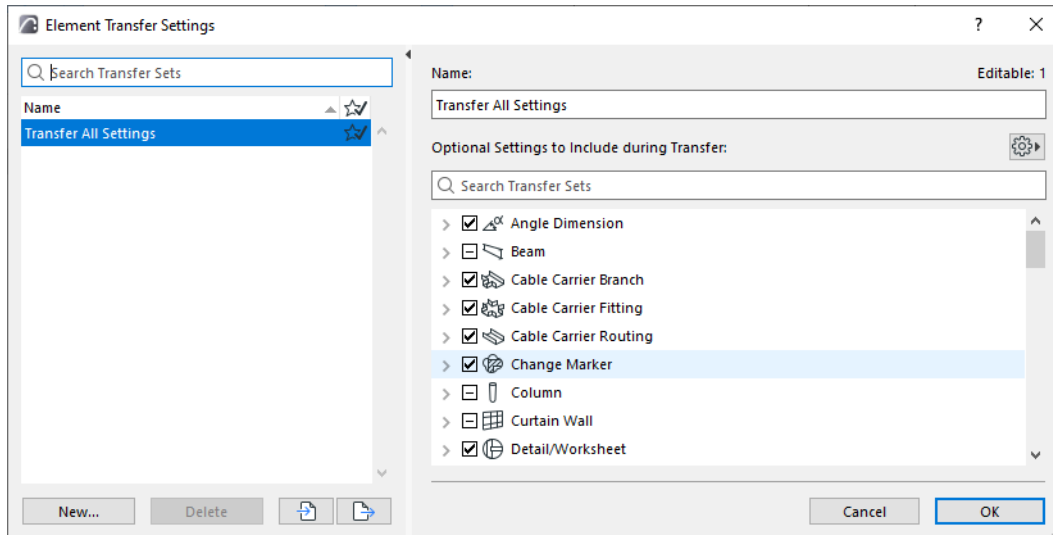 Element Transfer Settings
?
Search Transfer Sets
Name
Transfer All Settings
New...
Delete
Name:
Editable: 1
Transfer All Settings
Optional Settings to Include during Transfer:
Search Transfer Sets
Angle Dimension
Beam
Cable Carrier Branch
Cable Carrier Fitting
Cable Carrier Routing
Change Marker
Column
Curtain Wall
Detail/Worksheet
Cancel
OK